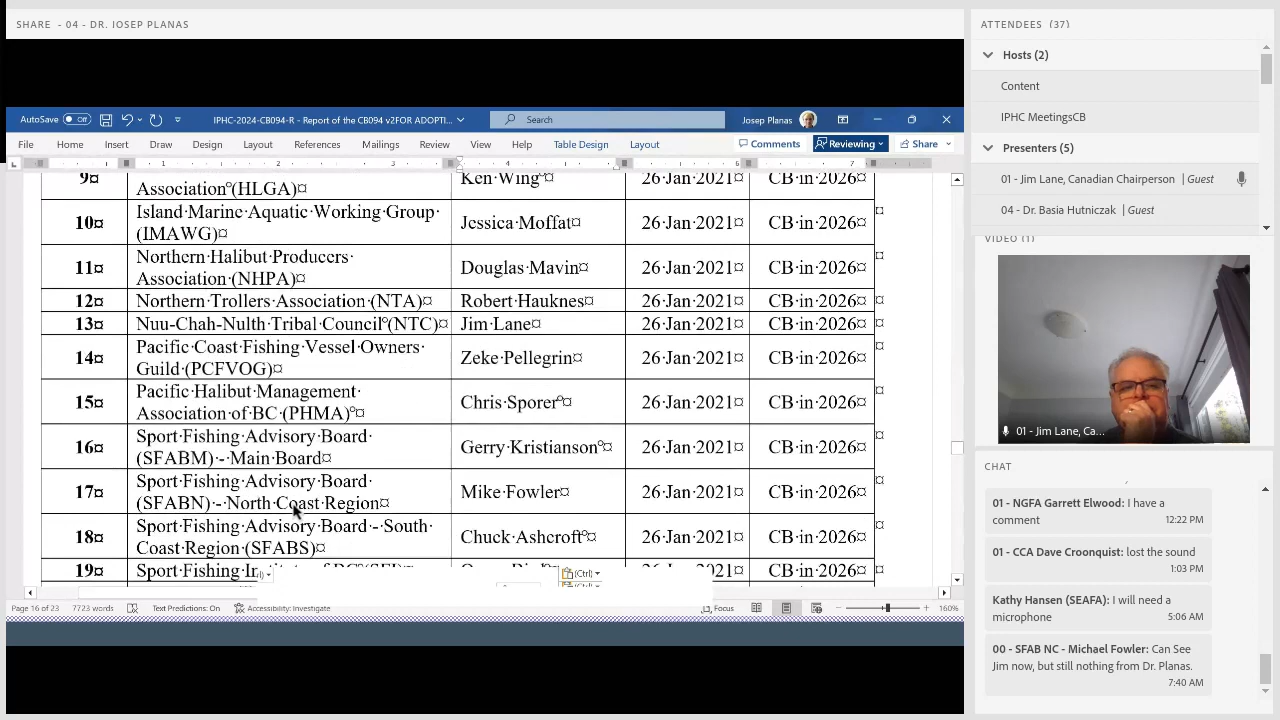 SHARE - 04 - DR. JOSEP PLANAS
AutoSave Off
IPHC-2024-CB094-R - Report of the CB094 v2FOR ADOPTI...
Search
Josep Planas
File Home Draw Design Layout References Mailings Review View Help Table Design Layout
Comments Reviewing Share
1 2 3 4 6 7
9¤ Association°(HLGA)¤ Ken·Wing°¤ 26·Jan·2021¤ CB·in·2026¤
10¤ Island·Marine·Aquatic·Working·Group·
(IMAWG)¤ Jessica·Moffat¤ 26·Jan·2021¤ CB·in·2026¤
11¤ Northern·Halibut·Producers·
Association·(NHPA)¤ Douglas·Mavin¤ 26·Jan·2021¤ CB·in·2026¤
12¤ Northern·Trollers·Association·(NTA)¤ Robert·Hauknes¤ 26·Jan·2021¤ CB·in·2026¤
13¤ Nuu-Chah-Nulth·Tribal·Council°(NTC)¤ Jim·Lane¤ 26·Jan·2021¤ CB·in·2026¤
14¤ Pacific·Coast·Fishing·Vessel·Owners·
Guild·(PCFVOG)¤ Zeke·Pellegrin¤ 26·Jan·2021¤ CB·in·2026¤
15¤ Pacific·Halibut·Management·
Association·of·BC·(PHMA)°¤ Chris·Sporer°¤ 26·Jan·2021¤ CB·in·2026¤
16¤ Sport·Fishing·Advisory·Board·
(SFABM)·-·Main·Board¤ Gerry·Kristianson°¤ 26·Jan·2021¤ CB·in·2026¤
17¤ Sport·Fishing·Advisory·Board·
(SFABN)·-·North·Coast·Region¤ Mike·Fowler¤ 26·Jan·2021¤ CB·in·2026¤
18¤ Sport·Fishing·Advisory·Board·-·South·
Coast·Region·(SFABS)¤ Chuck·Ashcroft°¤ 26·Jan·2021¤ CB·in·2026¤
19¤ Sport·Fishing 2021¤ CB·in·2026¤
(Ctrl)
Page 16 of 23 7723 words Text Predictions: On Accessibility: Investigate Focus 160%
ATTENDEES (37)
Hosts (2)
Content
IPHC MeetingsCB
Presenters (5)
01 - Jim Lane, Canadian Chairperson | Guest
04 - Dr. Basia Hutniczak | Guest
VIDEO (1)
01 - Jim Lane, Ca...
CHAT
01 - NGFA Garrett Elwood: I have a
comment
12:22 PM
01 - CCA Dave Croonquist: lost the sound
1:03 PM
Kathy Hansen (SEAFA): I will need a
microphone
5:06 AM
00 - SFAB NC - Michael Fowler: Can See
Jim now, but still nothing from Dr. Planas.
7:40 AM